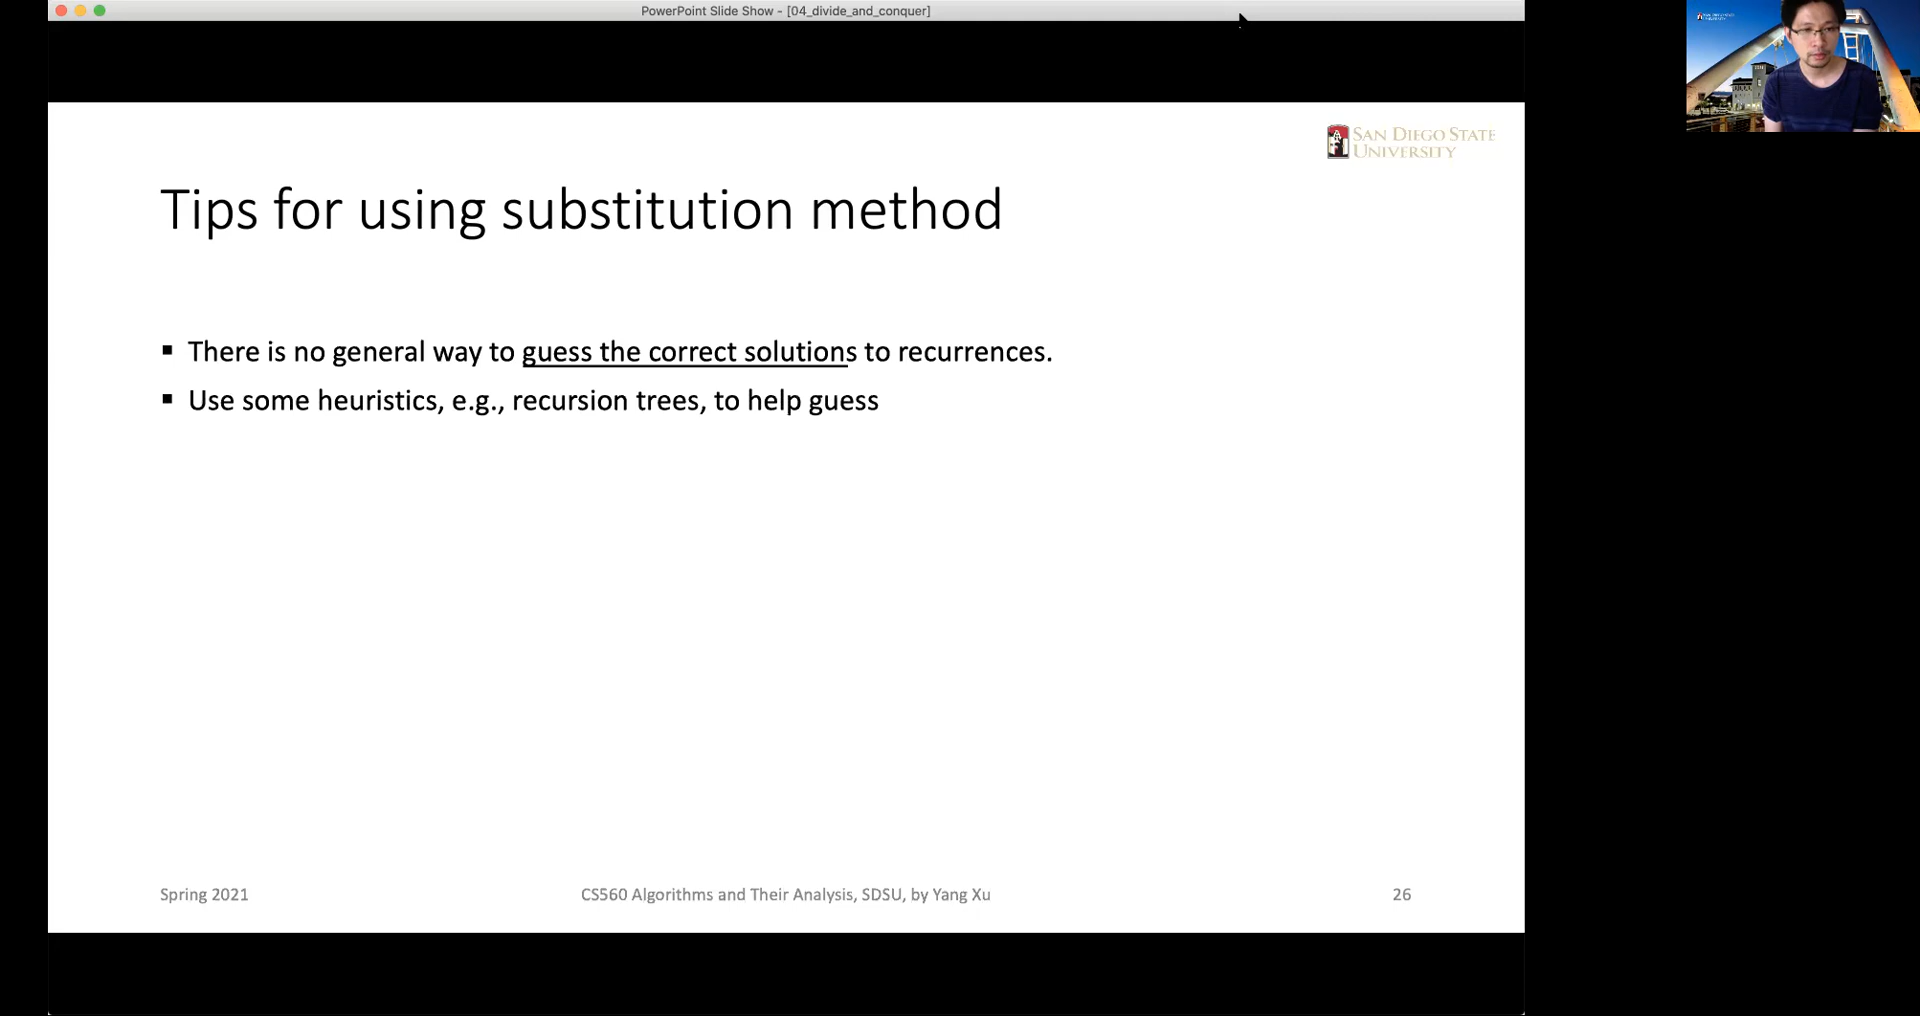 PowerPoint Slide Show - [04_divide_and_conquer]
SAN DIEGO STATE
UNIVERSITY
Tips for using substitution method
▪ There is no general way to guess the correct solutions to recurrences.
▪ Use some heuristics, e.g., recursion trees, to help guess
Spring 2021
CS560 Algorithms and Their Analysis, SDSU, by Yang Xu
26